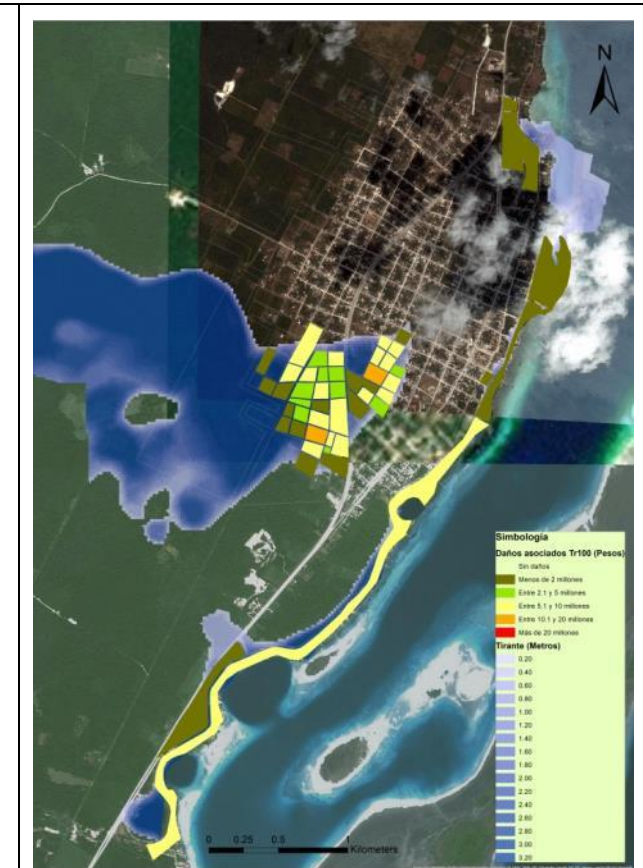 N
Simbología
Daños asociados Tr100 (Pesos)
Sin daños
Menos de 2 millones
Entre 2.1 y 5 millones
Entre 5.1 y 10 millones
Entre 10.1 y 20 millones
Más de 20 millones
Tirante (Metros)
0.20
0.40
0.60
0.80
1.00
1.20
1.40
1.60
1.80
2.00
2.20
2.40
2.60
2.80
3.00
3.20
0 0.25 0.5 1
Kilometers